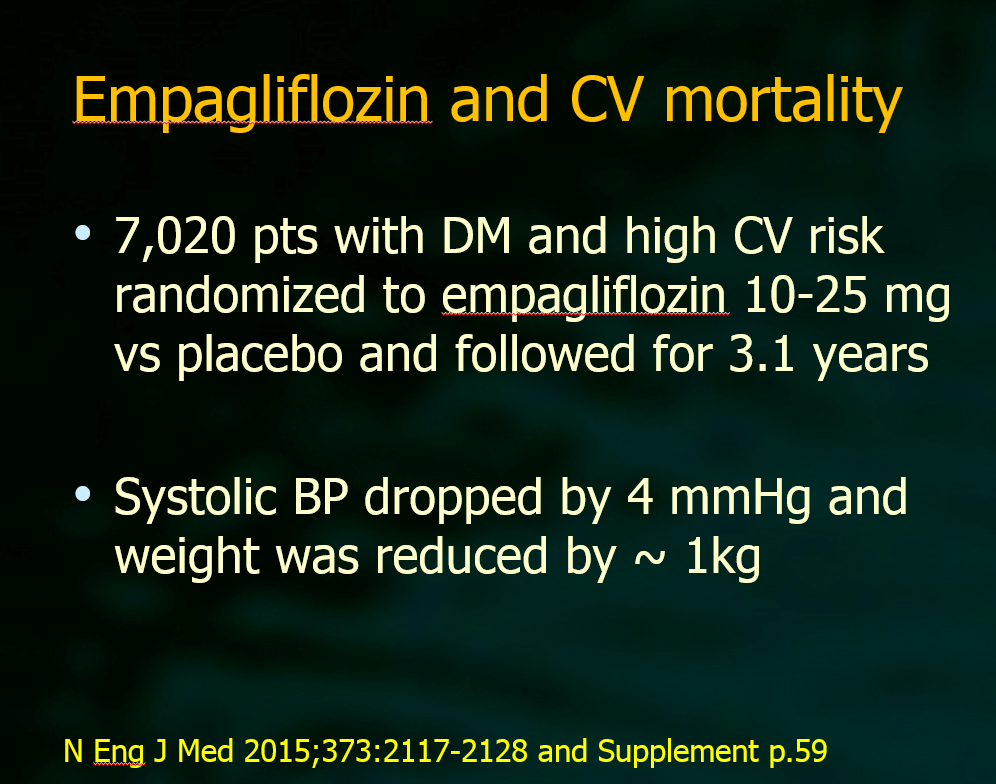 Empagliflozin and CV mortality
• 7,020 pts with DM and high CV risk
randomized to empagliflozin 10-25 mg
vs placebo and followed for 3.1 years
• Systolic BP dropped by 4 mmHg and
weight was reduced by ~ 1kg
N Eng J Med 2015;373:2117-2128 and Supplement p.59